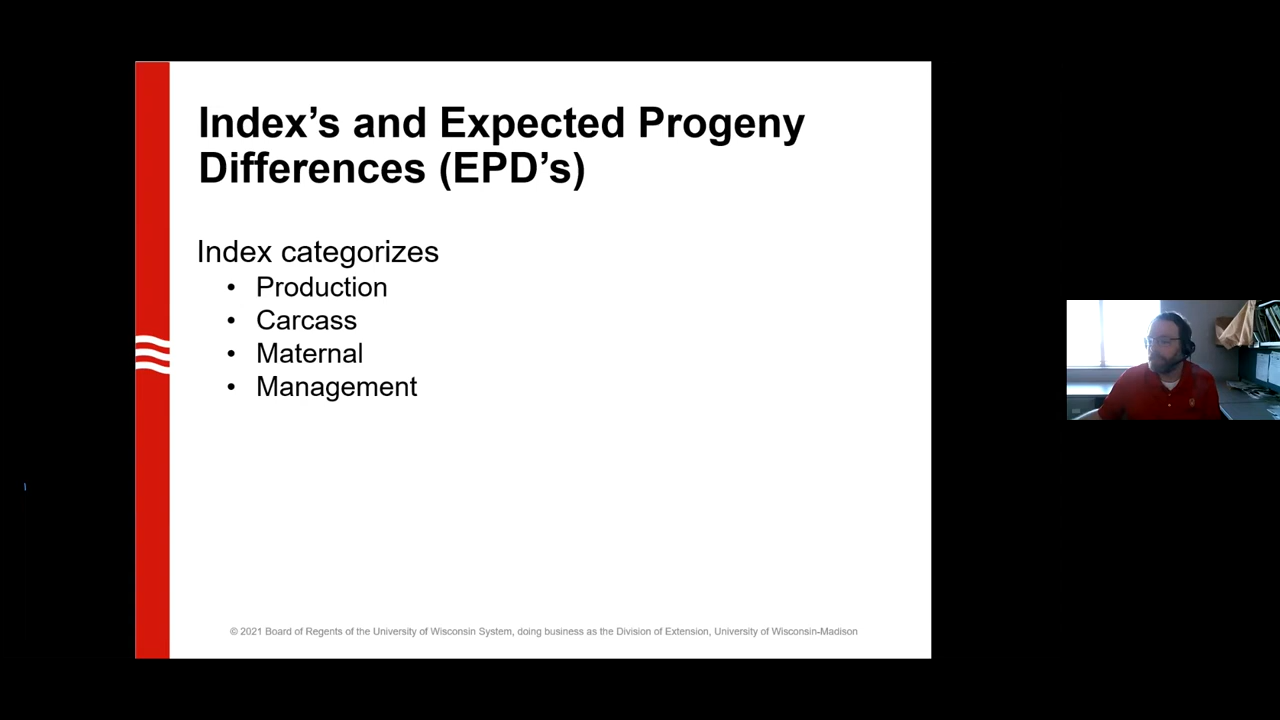 Index’s and Expected Progeny
Differences (EPD’s)
Index categorizes
• Production
• Carcass
• Maternal
• Management
© 2021 Board of Regents of the University of Wisconsin System, doing business as the Division of Extension, University of Wisconsin-Madison